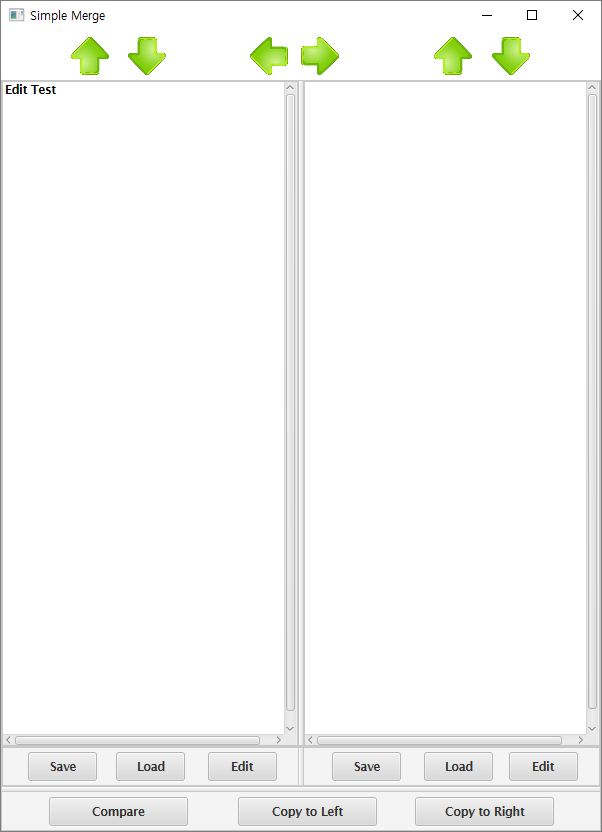 Simple Merge
Edit Test
Save Load Edit Save Load Edit
Compare Copy to Left Copy to Right